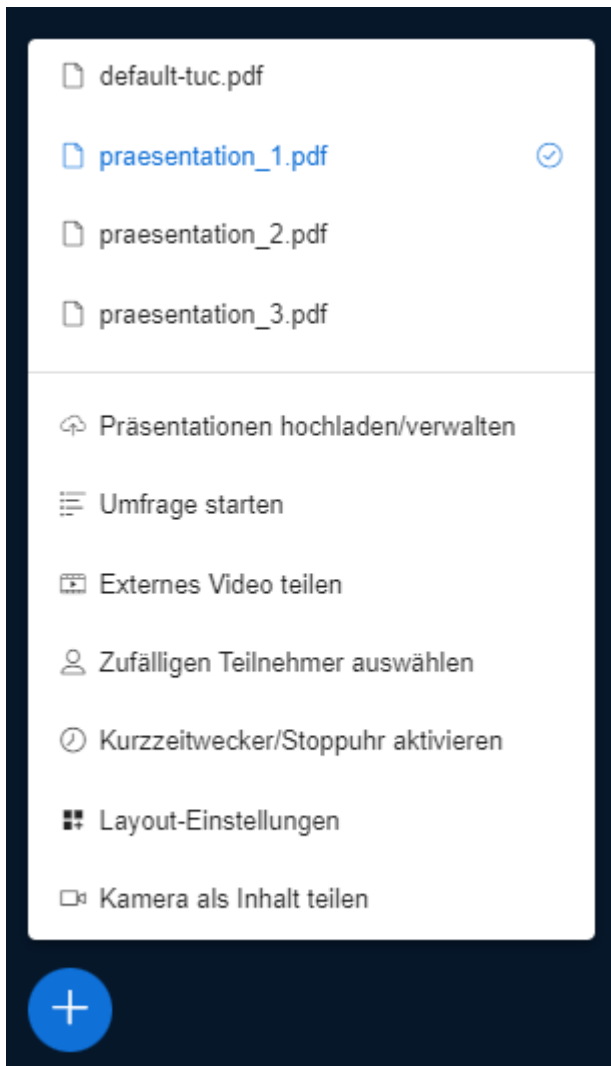 default-tuc.pdf
praesentation_1.pdf
praesentation_2.pdf
praesentation_3.pdf
Präsentationen hochladen/verwalten
Umfrage starten
Externes Video teilen
Zufälligen Teilnehmer auswählen
Kurzzeitwecker/Stoppuhr aktivieren
Layout-Einstellungen
Kamera als Inhalt teilen